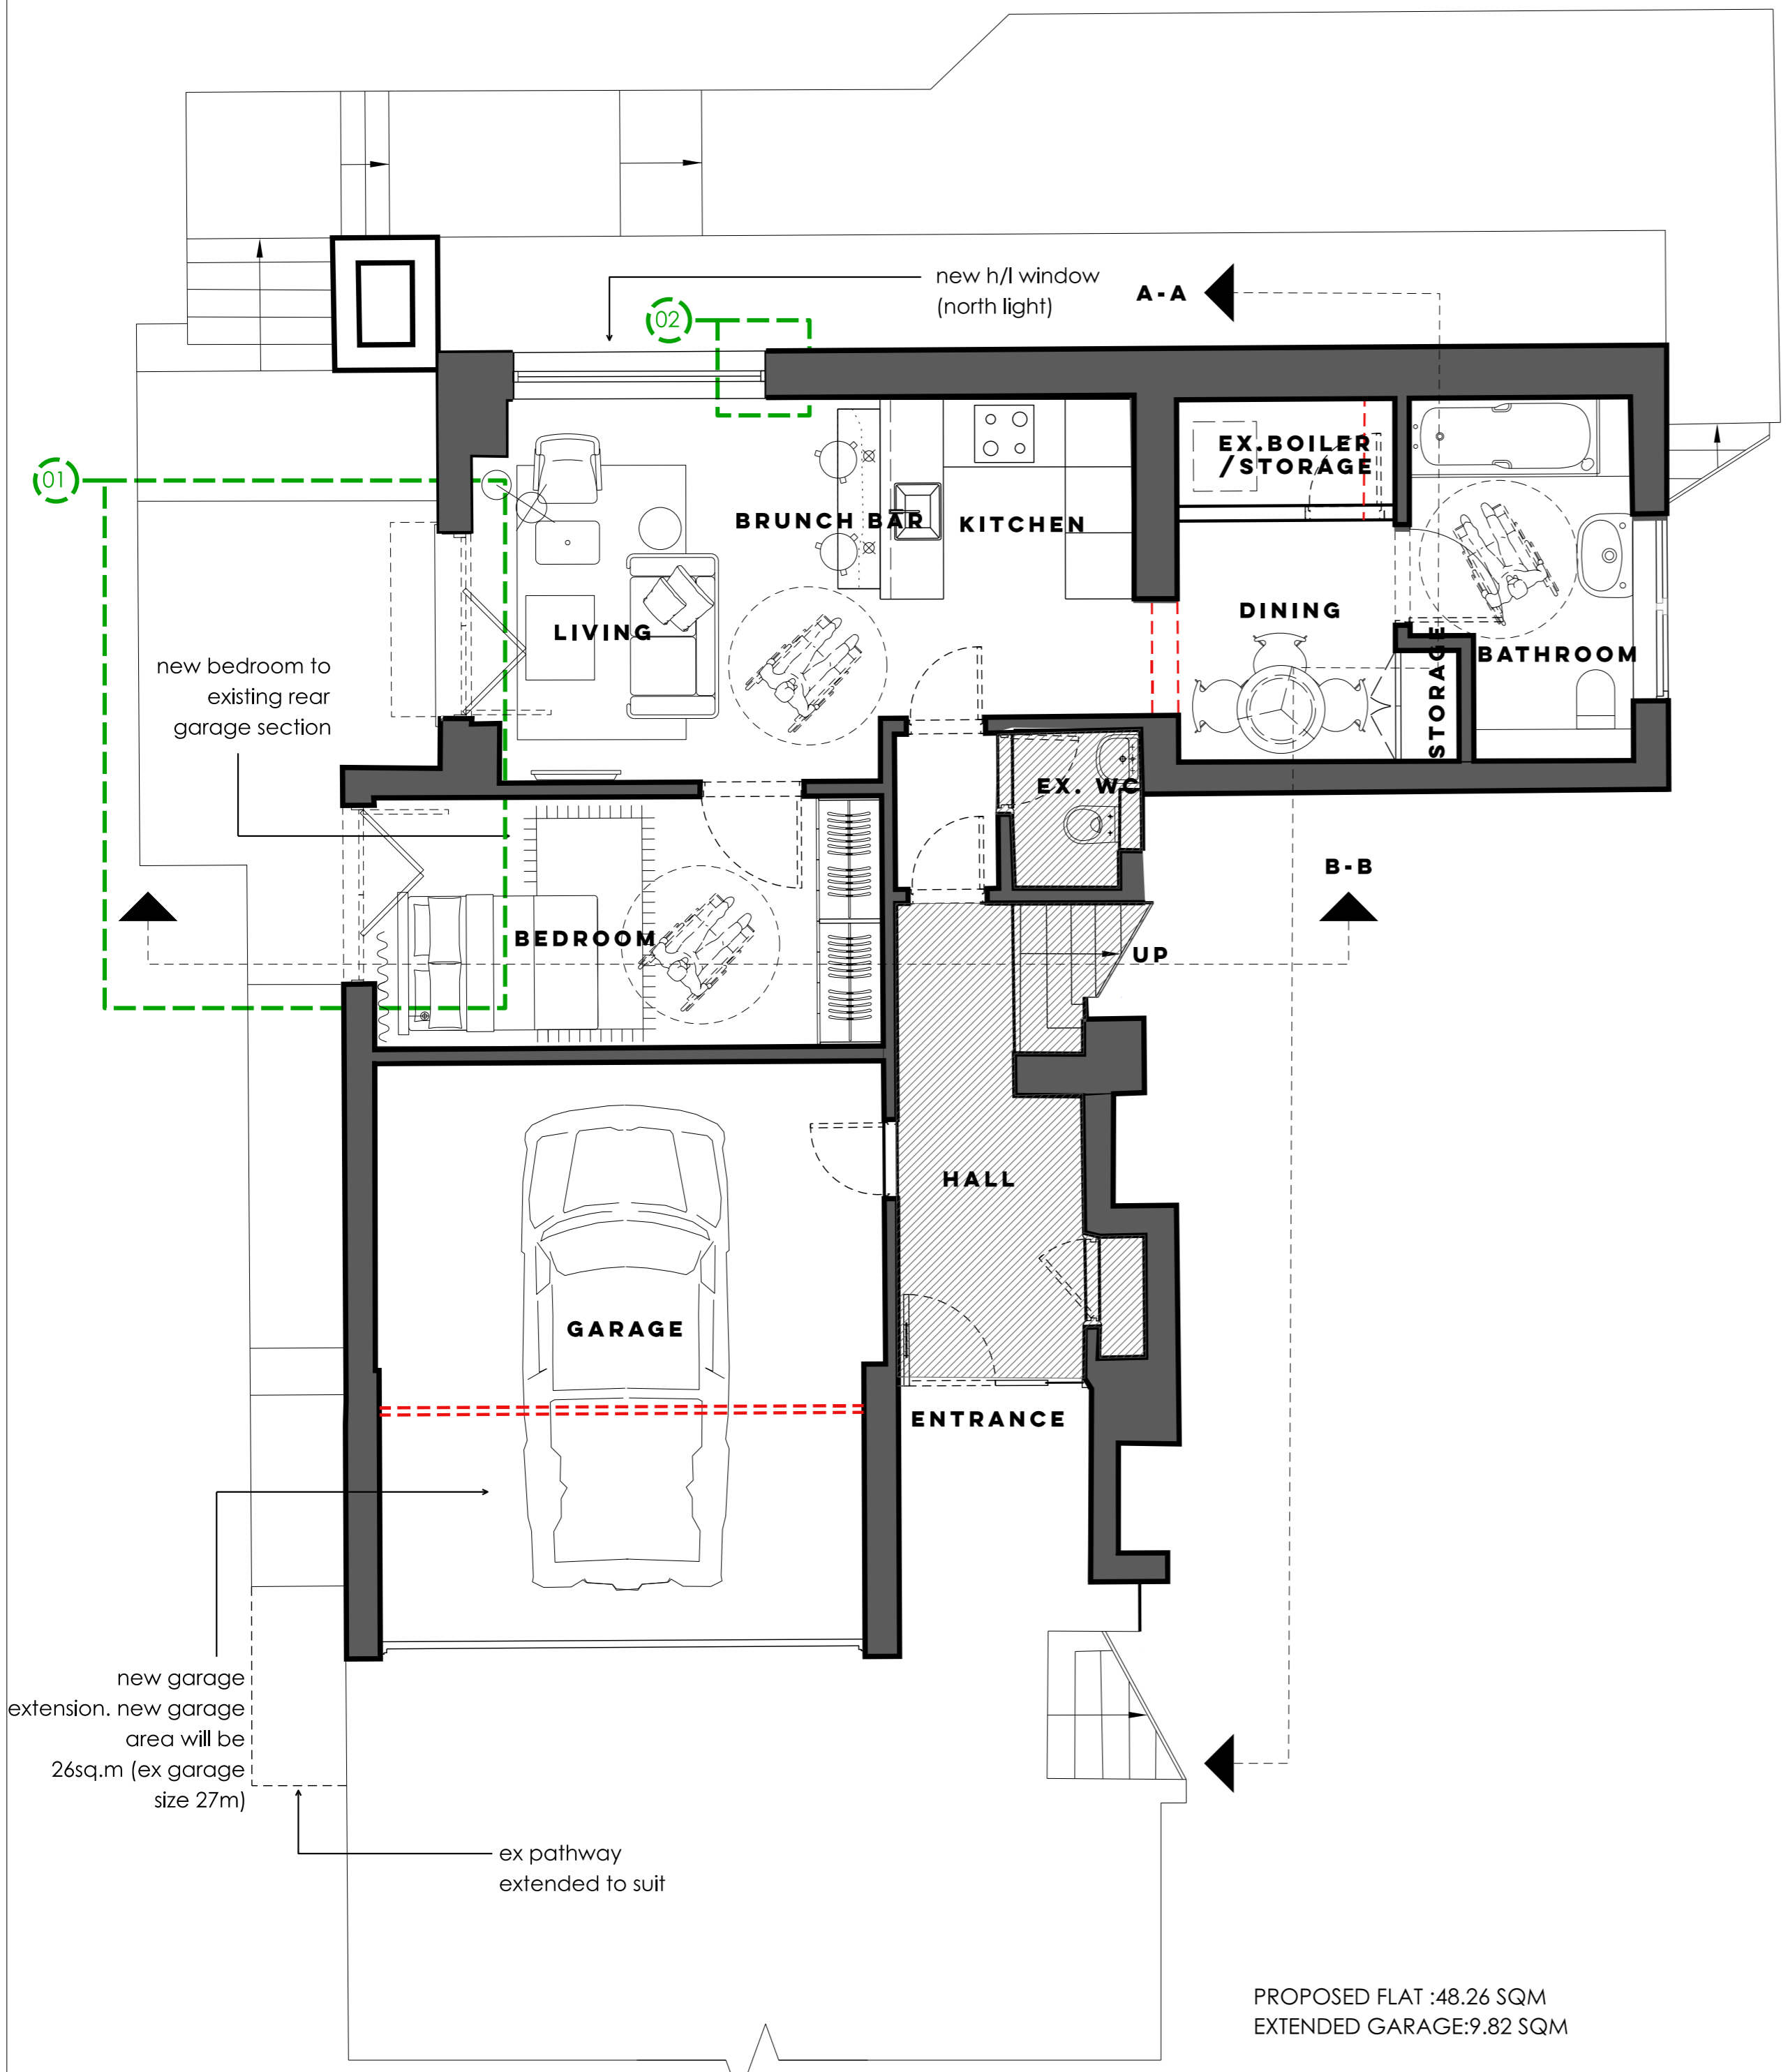 new h/l window
(north light)
A-A
02
01
EX.BOILER
/STORAGE
BRUNCH BAR
KITCHEN
DINING
LIVING
STORAGE
BATHROOM
new bedroom to
existing rear
garage section
EX. WC
B-B
BEDROOM
UP
HALL
GARAGE
ENTRANCE
new garage
extension. new garage
area will be
26sq.m (ex garage
size 27m)
ex pathway
extended to suit
PROPOSED FLAT :48.26 SQM
EXTENDED GARAGE:9.82 SQM